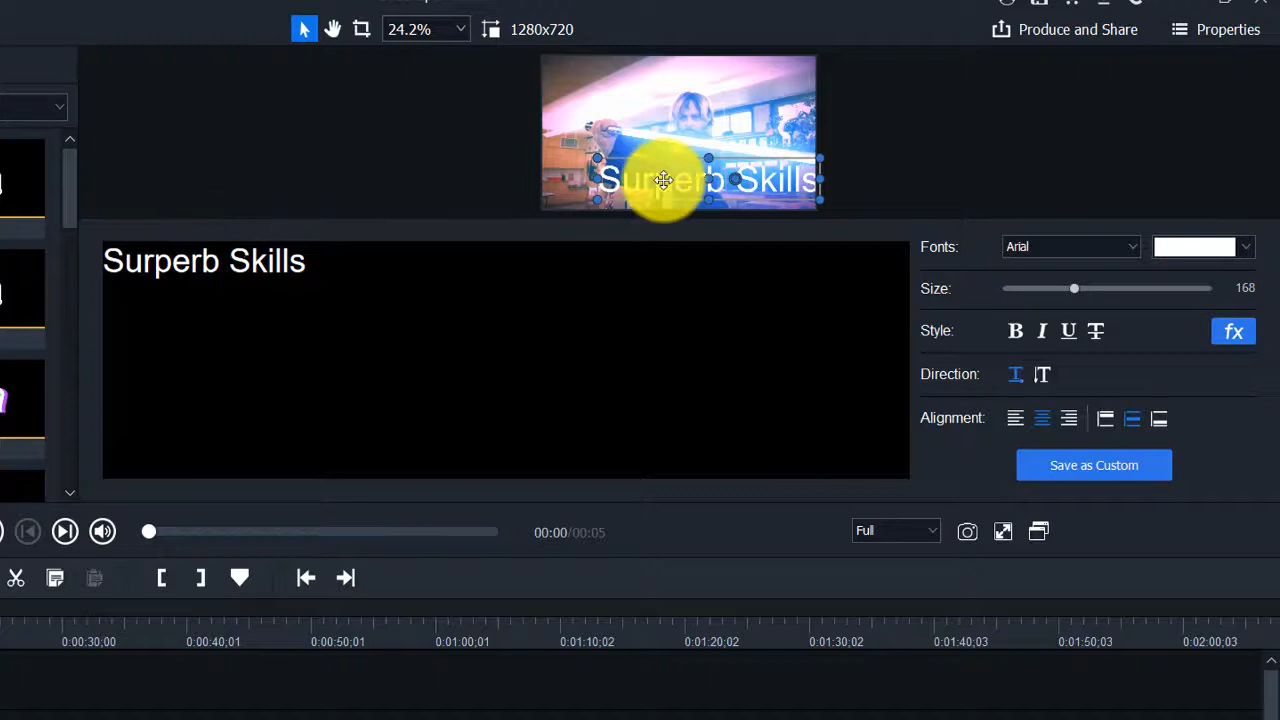 24.2%
1280x720
Produce and Share
Properties
Surperb Skills
Surperb Skills
Fonts:
Arial
Size:
168
Style:
B I U T
fx
Direction:
Alignment:
Save as Custom
00:00/00:05
Full
0:00:30;00
0:00:40;01
0:00:50;01
0:01:00;01
0:01:10;02
0:01:20;02
0:01:30;02
0:01:40;03
0:01:50;03
0:02:00;03